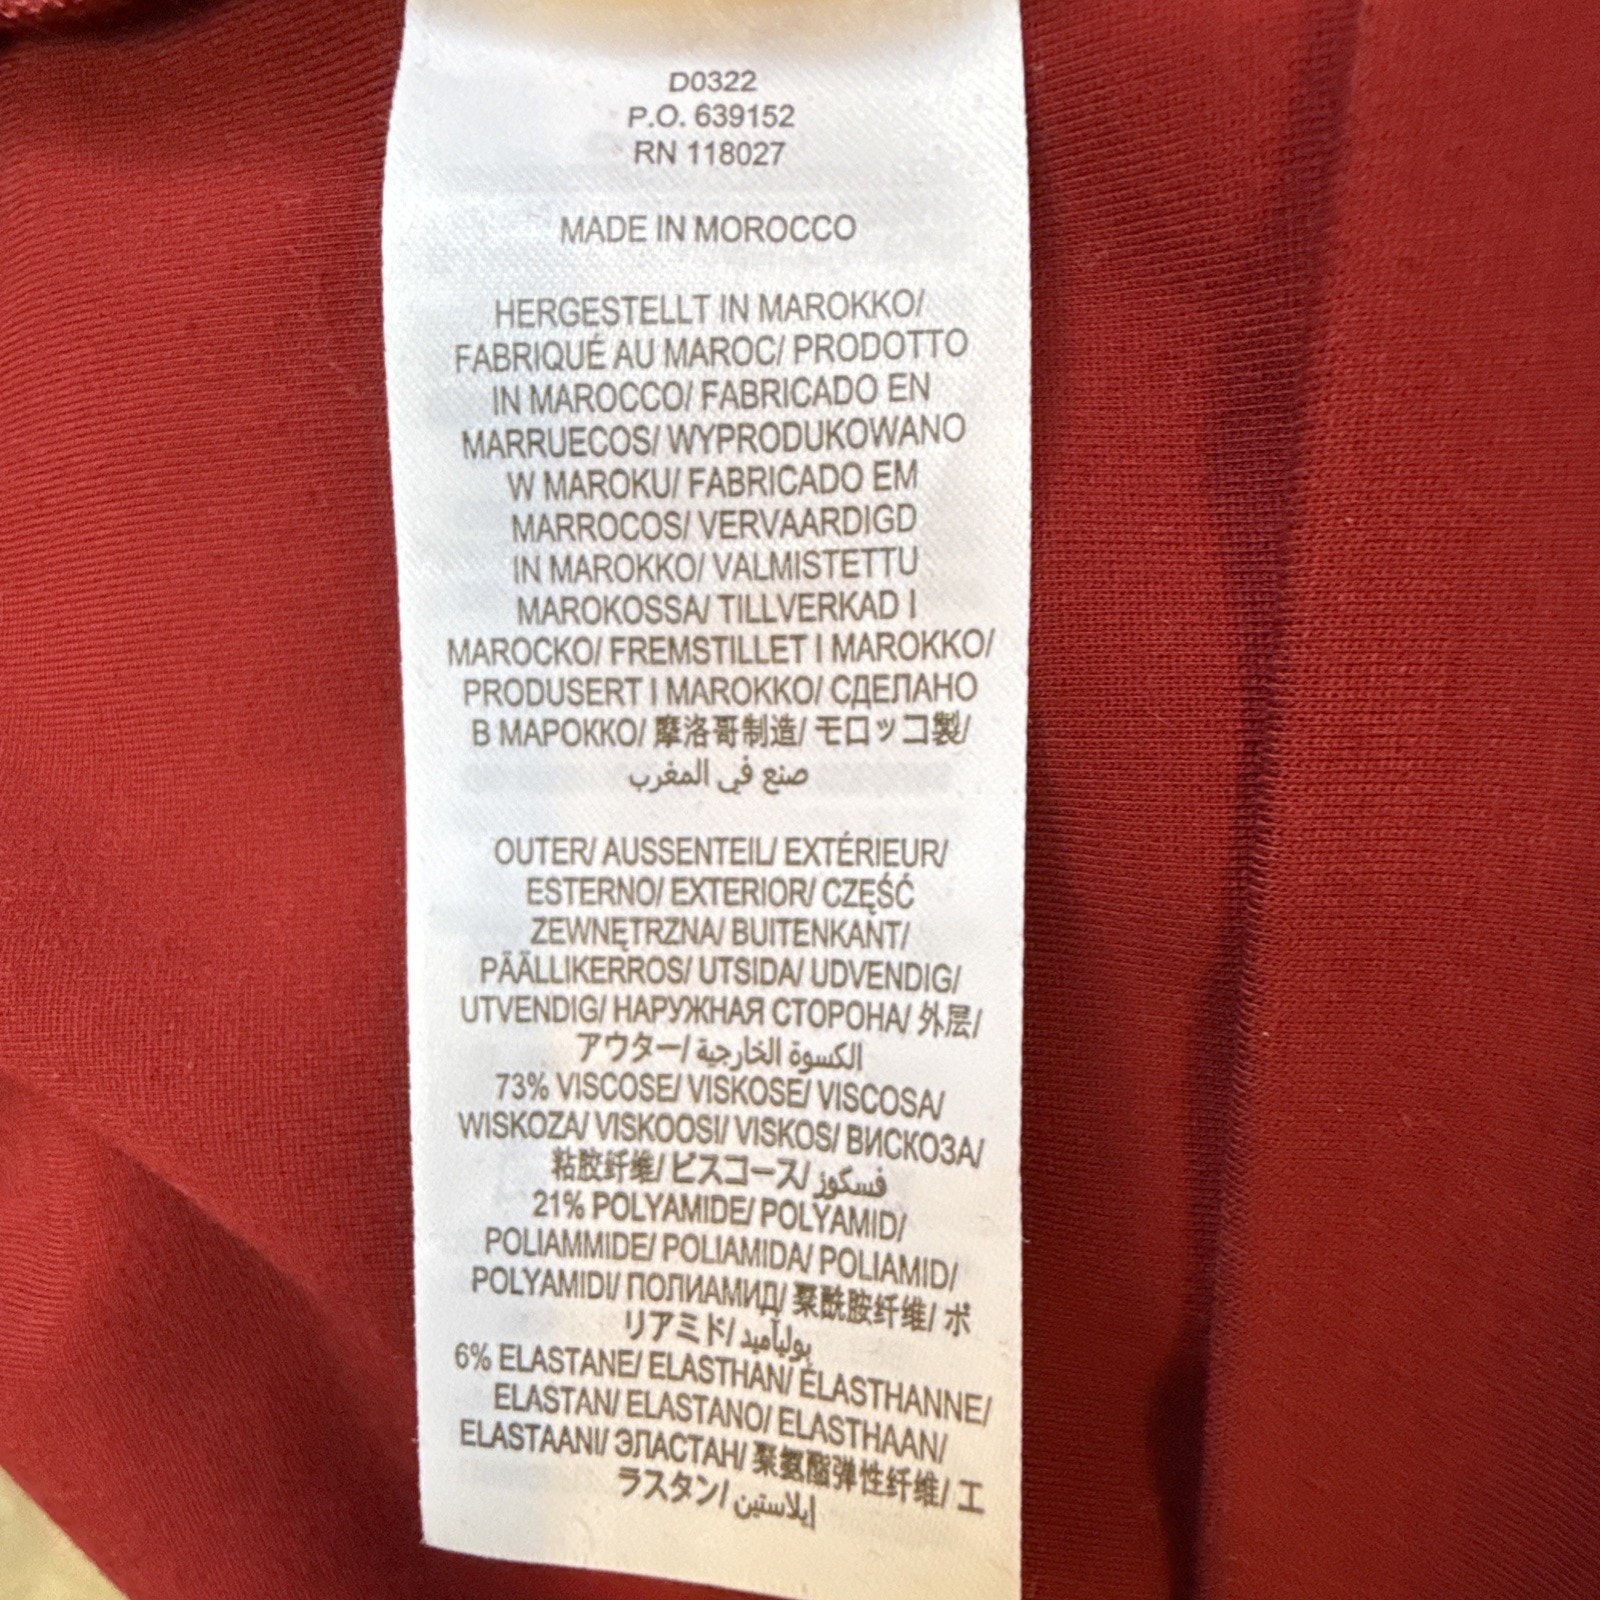 D0322
P.O. 639152
RN 118027
MADE IN MOROCCO
HERGESTELLT IN MAROKKO/
FABRIQUÉ AU MAROC/ PRODOTTO
IN MAROCCO/ FABRICADO EN
MARRUECOS/ WYPRODUKOWANO
W MAROKU/ FABRICADO EM
MARROCOS/ VERVAARDIGD
IN MAROKKO/ VALMISTETTU
MAROKOSSA/ TILLVERKAD I
MAROCKO/ FREMSTILLET I MAROKKO/
PRODUSERT I MAROKKO/ СДЕЛАНО
В МАРОККО/ 摩洛哥制造/ モロッコ製/
صنع في المغرب
OUTER/ AUSSENTEIL/ EXTÉRIEUR/
ESTERNO/ EXTERIOR/ CZĘŚĆ
ZEWNĘTRZNA/ BUITENKANT/
PÄÄLLIKERROS/ UTSIDA/ UDVENDIG/
UTVENDIG/ НАРУЖНАЯ СТОРОНА/ 外层/
アウター/ الكسوة الخارجية
73% VISCOSE/ VISKOSE/ VISCOSA/
WISKOZA/ VISKOOSI/ VISKOS/ ВИСКОЗА/
粘胶纤维/ ビスコース/ فسكوز
21% POLYAMIDE/ POLYAMID/
POLIAMMIDE/ POLIAMIDA/ POLIAMID/
POLYAMIDI/ ПОЛИАМИД/ 聚酰胺纤维/ ポ
リアミド/ بوليآميد
6% ELASTANE/ ELASTHAN/ ÉLASTHANNE/
ELASTAN/ ELASTANO/ ELASTHAAN/
ELASTAANI/ ЭЛАСТАН/ 聚氨酯弹性纤维/ エ
ラスタン/ إيلاستين